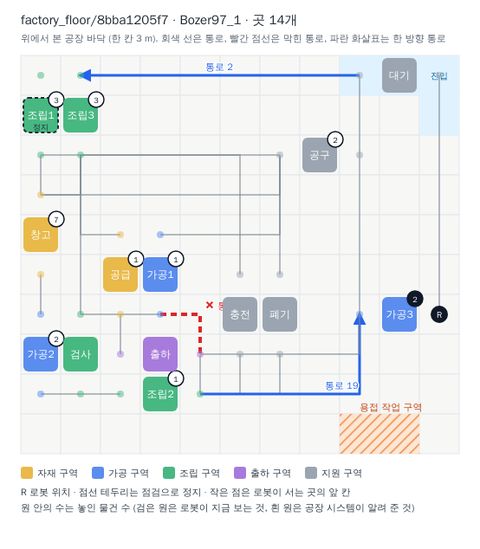 factory_floor/8bba1205f7 · Bozer97_1 · 곳 14개
위에서 본 공장 바닥 (한 칸 3 m). 회색 선은 통로, 빨간 점선은 막힌 통로, 파란 화살표는 한 방향 통로
통로 2
대기
진입
3
3
조립1
정지
조립3
2
공구
7
창고
1
1
공급
가공1
×
충전
폐기
2
가공3
R
2
가공2
검사
출하
1
조립2
통로 19
용접 작업 구역
자재 구역
가공 구역
조립 구역
출하 구역
지원 구역
R 로봇 위치 · 점선 테두리는 점검으로 정지 · 작은 점은 로봇이 서는 곳의 앞 칸
원 안의 수는 놓인 물건 수 (검은 원은 로봇이 지금 보는 것, 흰 원은 공장 시스템이 알려 준 것)